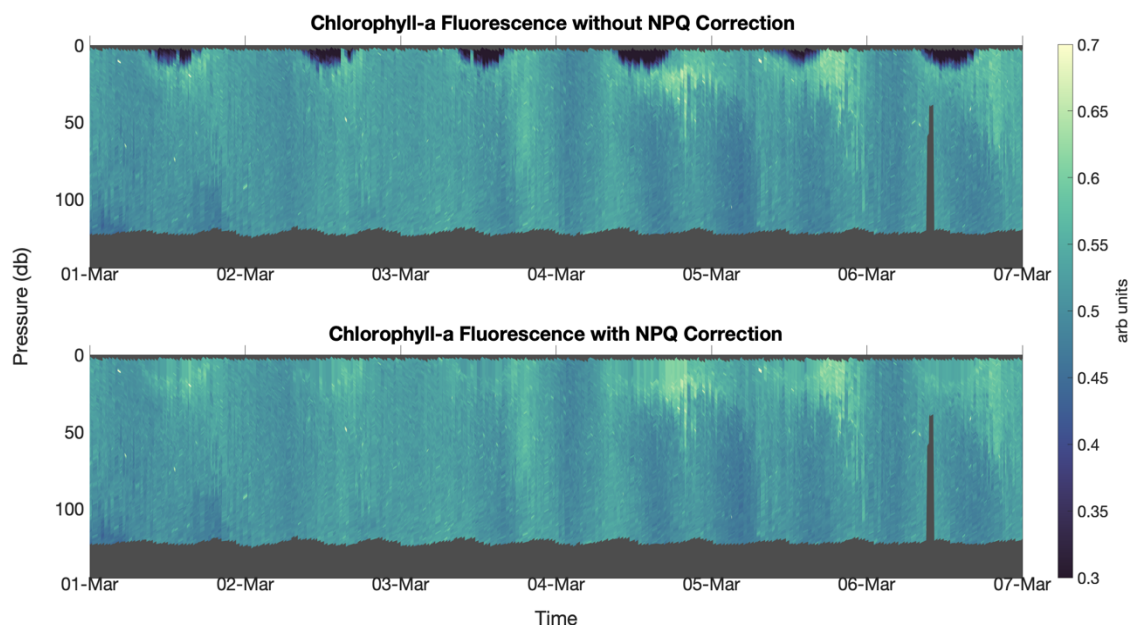 Chlorophyll-a Fluorescence without NPQ Correction
0
50
100
01-Mar 02-Mar 03-Mar 04-Mar 05-Mar 06-Mar 07-Mar
Chlorophyll-a Fluorescence with NPQ Correction
0
50
100
01-Mar 02-Mar 03-Mar 04-Mar 05-Mar 06-Mar 07-Mar
Time
Pressure (db)
0.7
0.65
0.6
0.55
0.5
0.45
0.4
0.35
0.3
arb units